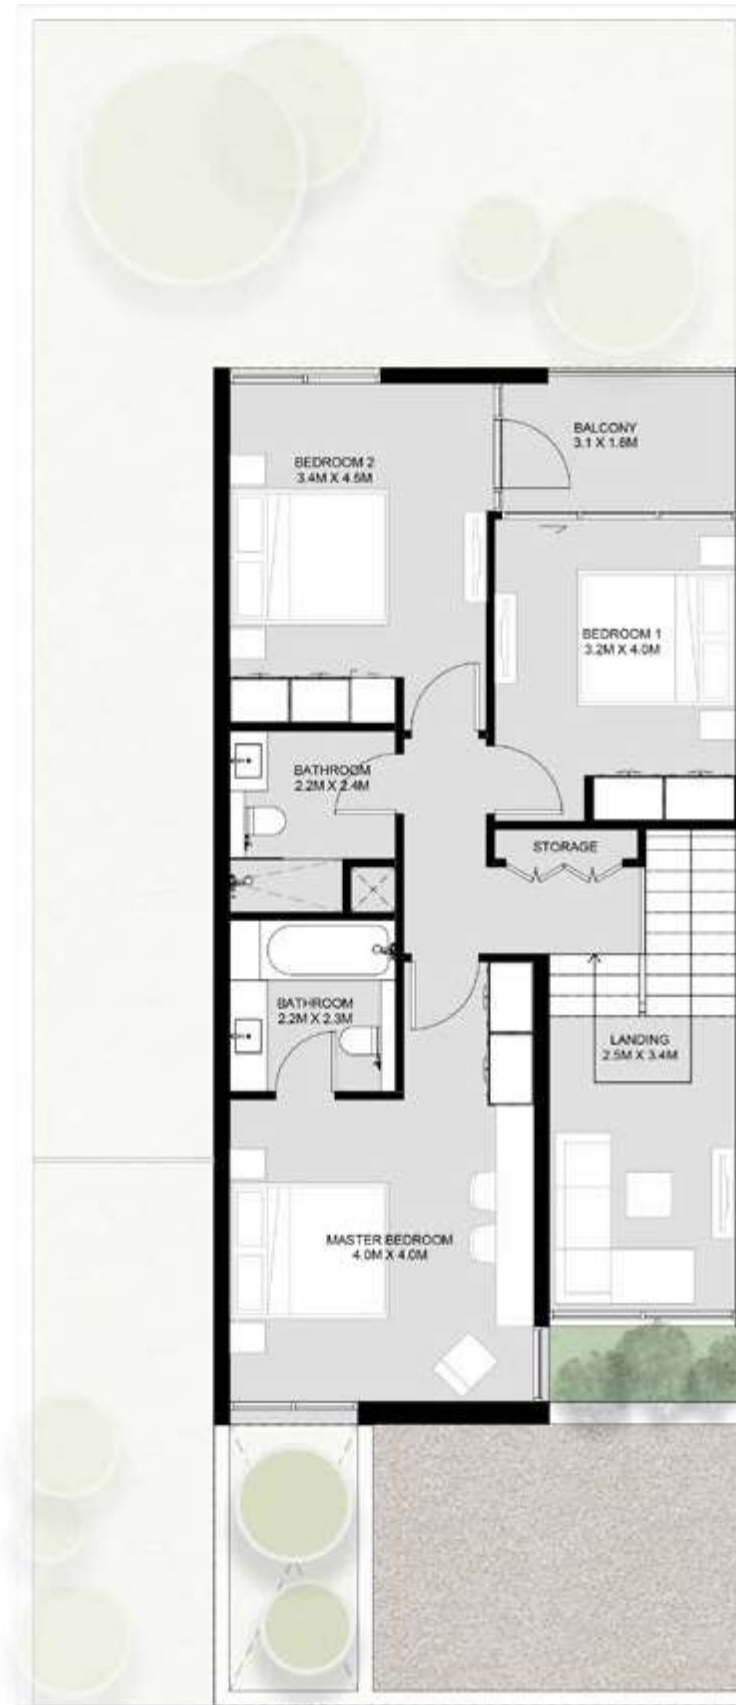 BALCONY
3.1 X 1.8M
BEDROOM 2
3.4M X 4.5M
BEDROOM 1
3.2M X 4.0M
BATHROOM
2.2M X 2.4M
STORAGE
BATHROOM
2.2M X 2.3M
LANDING
2.5M X 3.4M
MASTER BEDROOM
4.0M X 4.0M